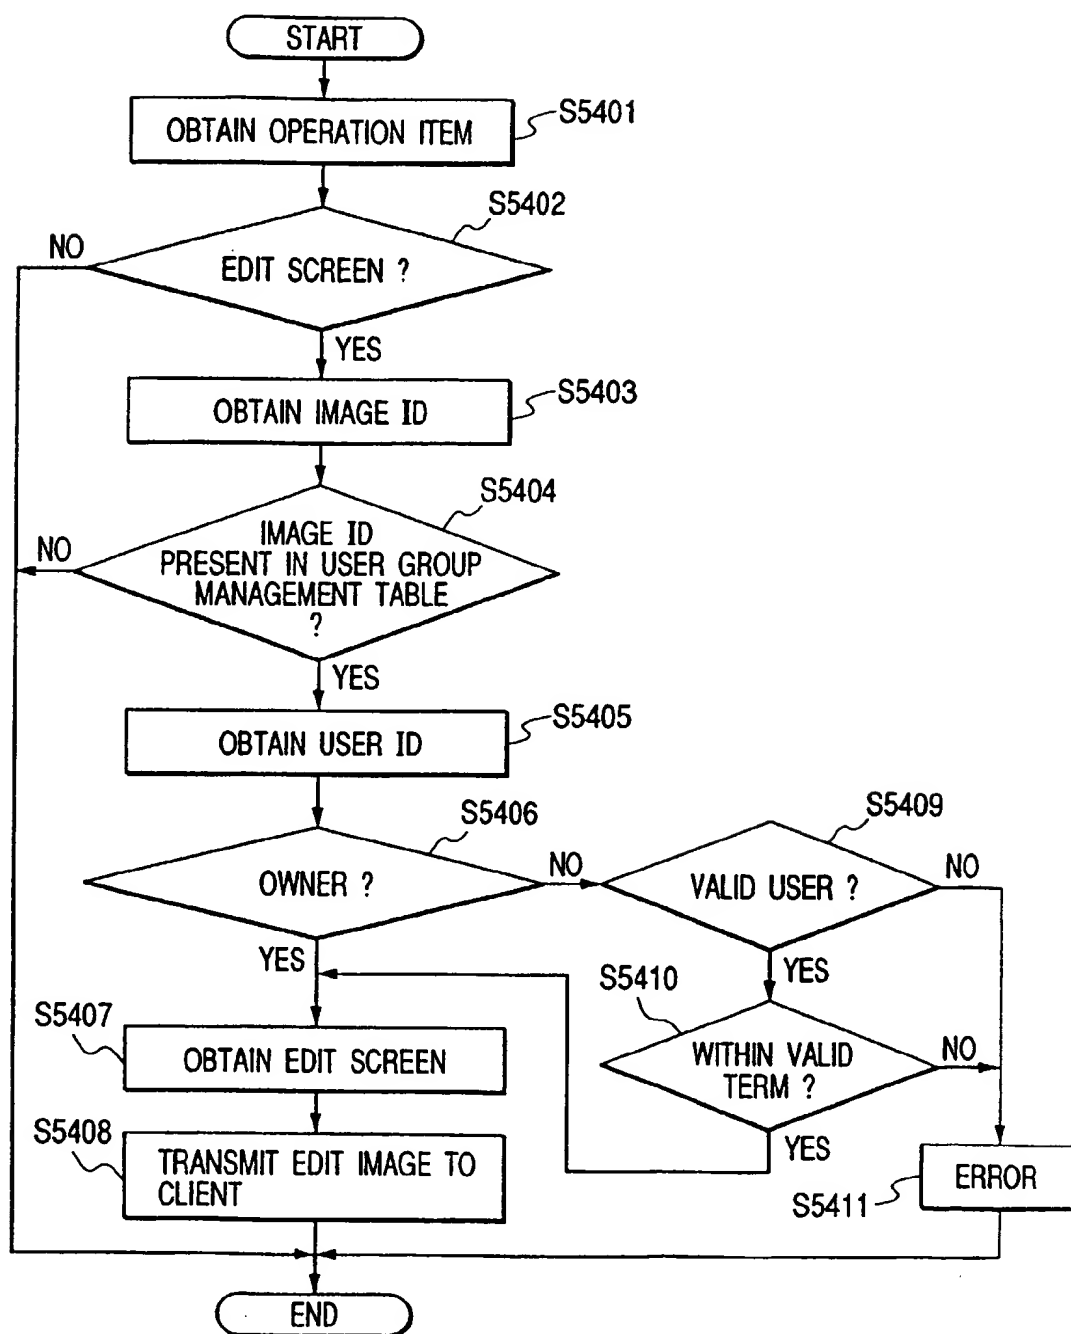 START
OBTAIN OPERATION ITEM
S5401
S5402
NO
EDIT SCREEN ?
YES
OBTAIN IMAGE ID
S5403
S5404
NO
IMAGE ID
PRESENT IN USER GROUP
MANAGEMENT TABLE
?
YES
OBTAIN USER ID
S5405
S5406
S5409
OWNER ?
NO
VALID USER ?
NO
YES
YES
S5410
S5407
OBTAIN EDIT SCREEN
WITHIN VALID
TERM ?
NO
S5408
YES
TRANSMIT EDIT IMAGE TO
CLIENT
ERROR
S5411
END